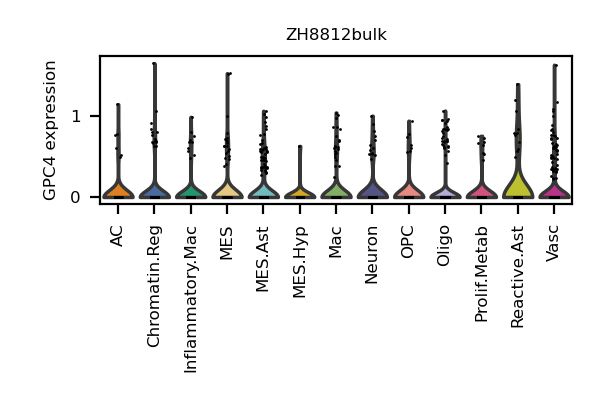 ZH8812bulk
GPC4 expression
1
0
AC
Chromatin.Reg
Inflammatory.Mac
MES
MES.Ast
MES.Hyp
Mac
Neuron
OPC
Oligo
Prolif.Metab
Reactive.Ast
Vasc